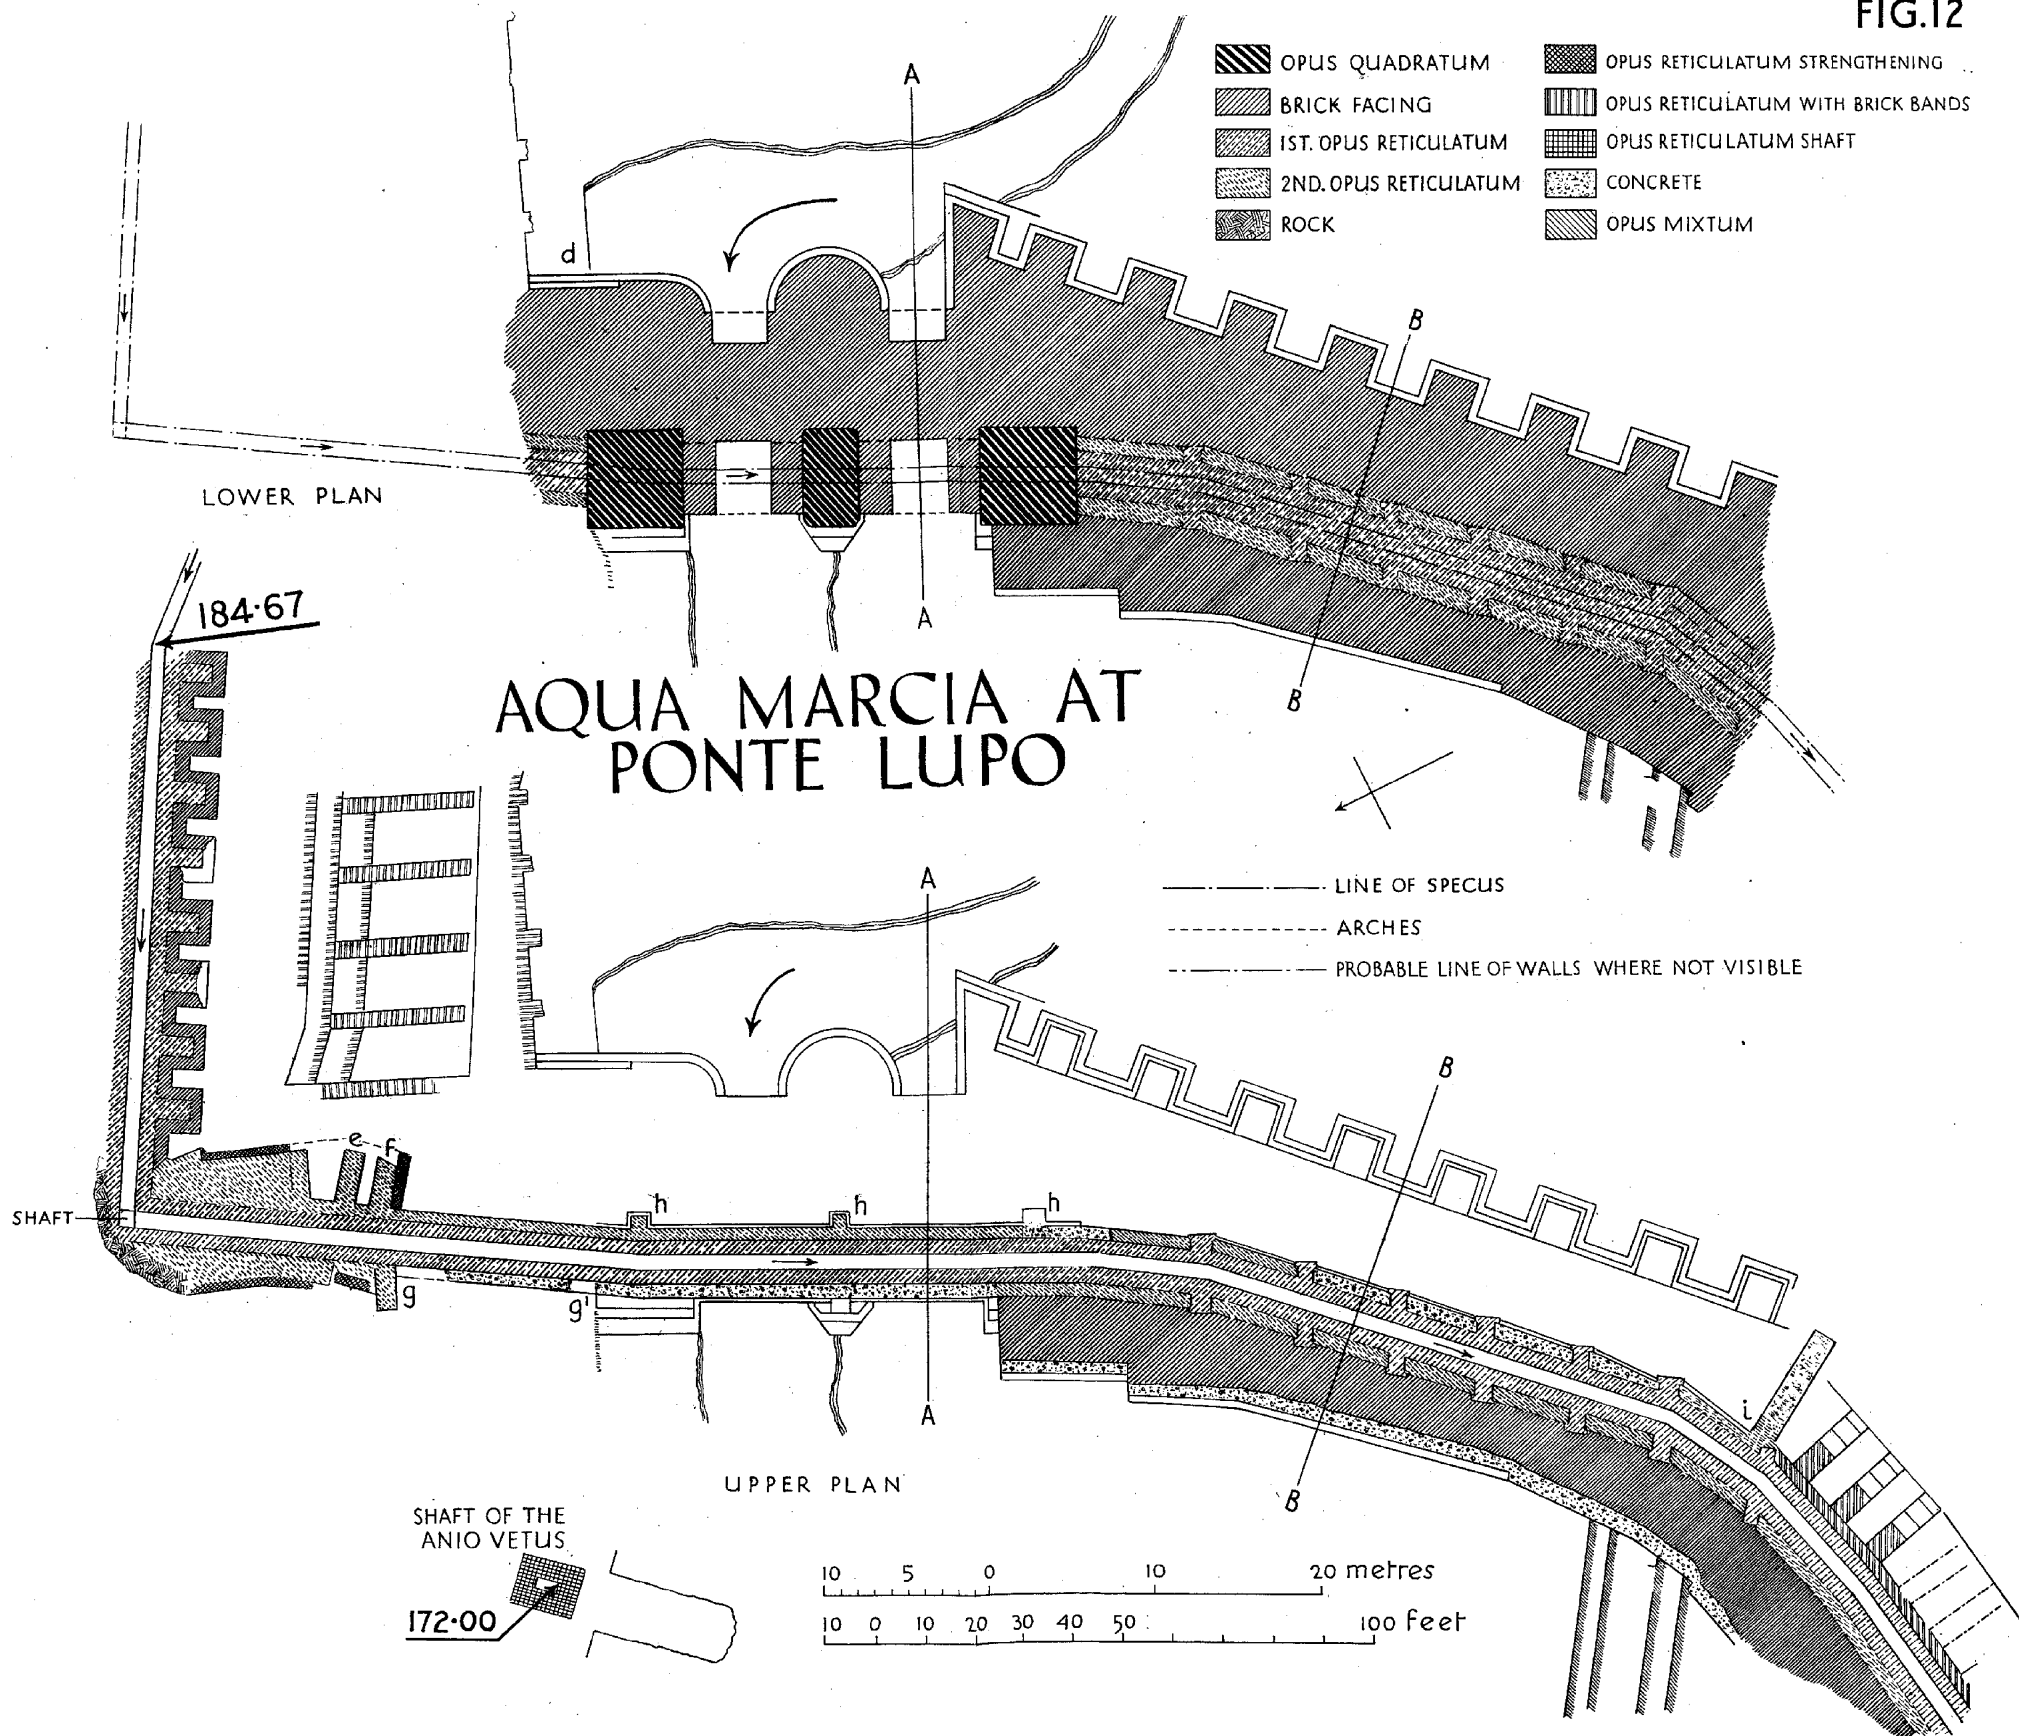 FIG.12
OPUS QUADRATUM
BRICK FACING
1ST. OPUS RETICULATUM
2ND. OPUS RETICULATUM
ROCK
OPUS RETICULATUM STRENGTHENING
OPUS RETICULATUM WITH BRICK BANDS
OPUS RETICULATUM SHAFT
CONCRETE
OPUS MIXTUM
A
d
B
LOWER PLAN
A
B
184·67
AQUA MARCIA AT
PONTE LUPO
LINE OF SPECUS
ARCHES
PROBABLE LINE OF WALLS WHERE NOT VISIBLE
A
B
e f
SHAFT
h h h
g g'
i
A
B
UPPER PLAN
SHAFT OF THE
ANIO VETUS
172·00
10 5 0 10 20 metres
10 0 10 20 30 40 50 100 feet